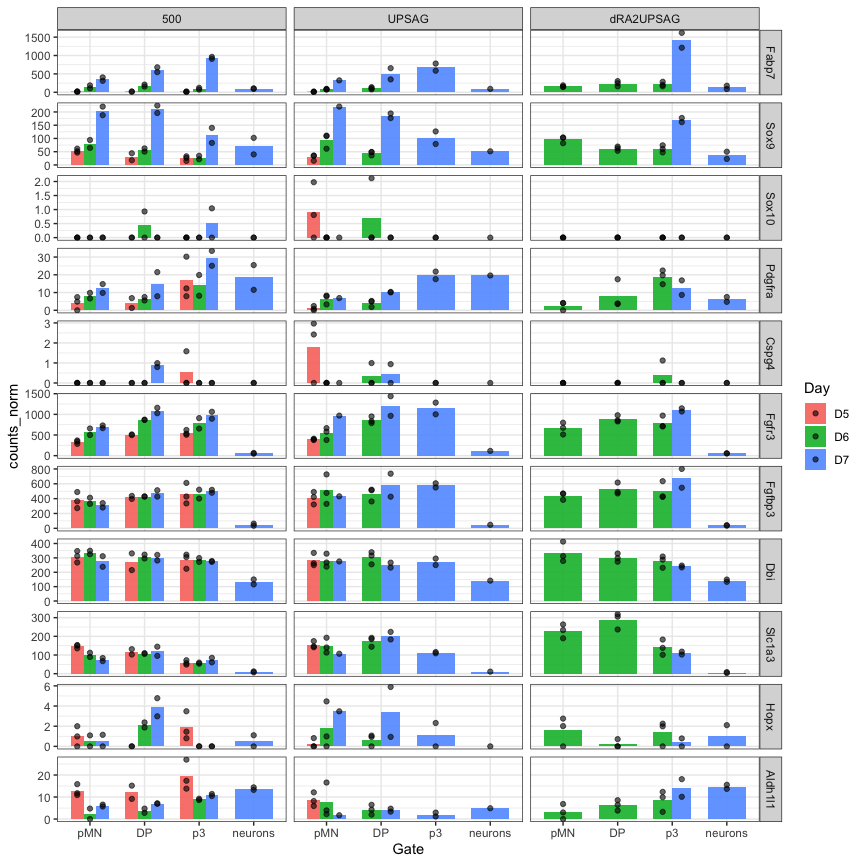 500 UPSAG dRA2UPSAG
1500
1000
500
0
Fabp7
200
150
100
50
0
Sox9
2.0
1.5
1.0
0.5
0.0
Sox10
30
20
10
0
Pdgfra
3
2
1
0
Cspg4
1500
1000
500
0
Fgfr3
800
600
400
200
0
Fgfbp3
400
300
200
100
0
Dbi
300
200
100
0
Slc1a3
6
4
2
0
Hopx
20
10
0
Aldh1l1
counts_norm
pMN DP p3 neurons pMN DP p3 neurons pMN DP p3 neurons
Gate
Day
D5
D6
D7